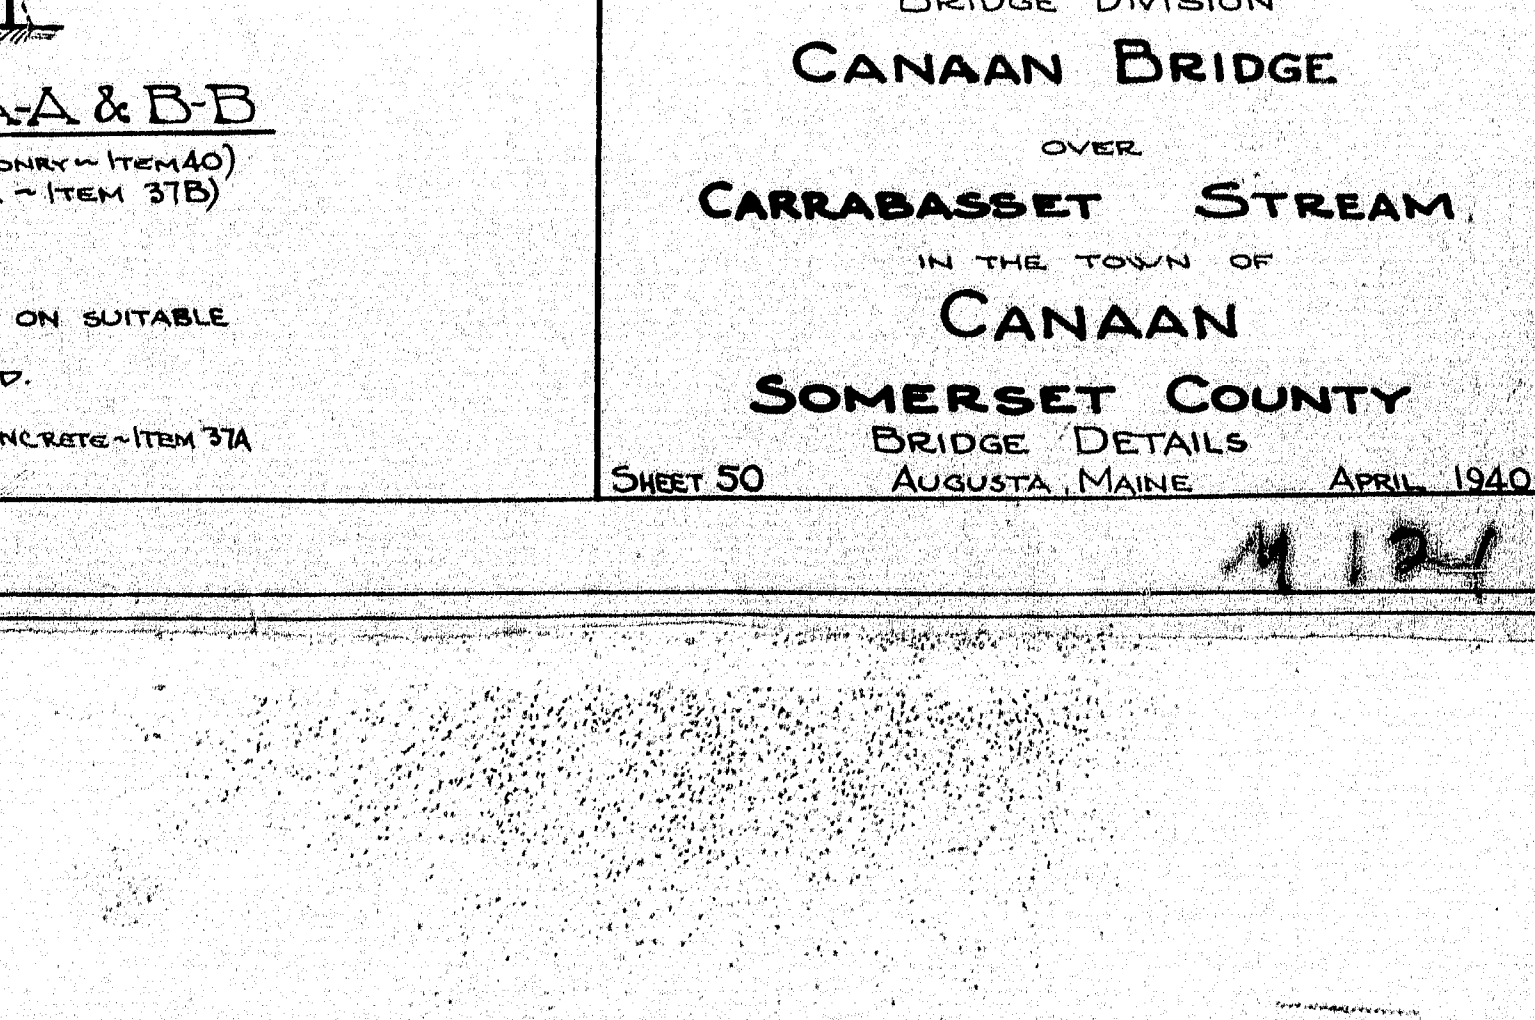 A-A & B-B
ONRY ~ ITEM 40)
~ ITEM 37B)
ON SUITABLE
D.
NCRETE ~ ITEM 37A
BRIDGE DIVISION
CANAAN BRIDGE
OVER
CARRABASSET STREAM
IN THE TOWN OF
CANAAN
SOMERSET COUNTY
BRIDGE DETAILS
SHEET 50 AUGUSTA, MAINE APRIL 1940
M 124